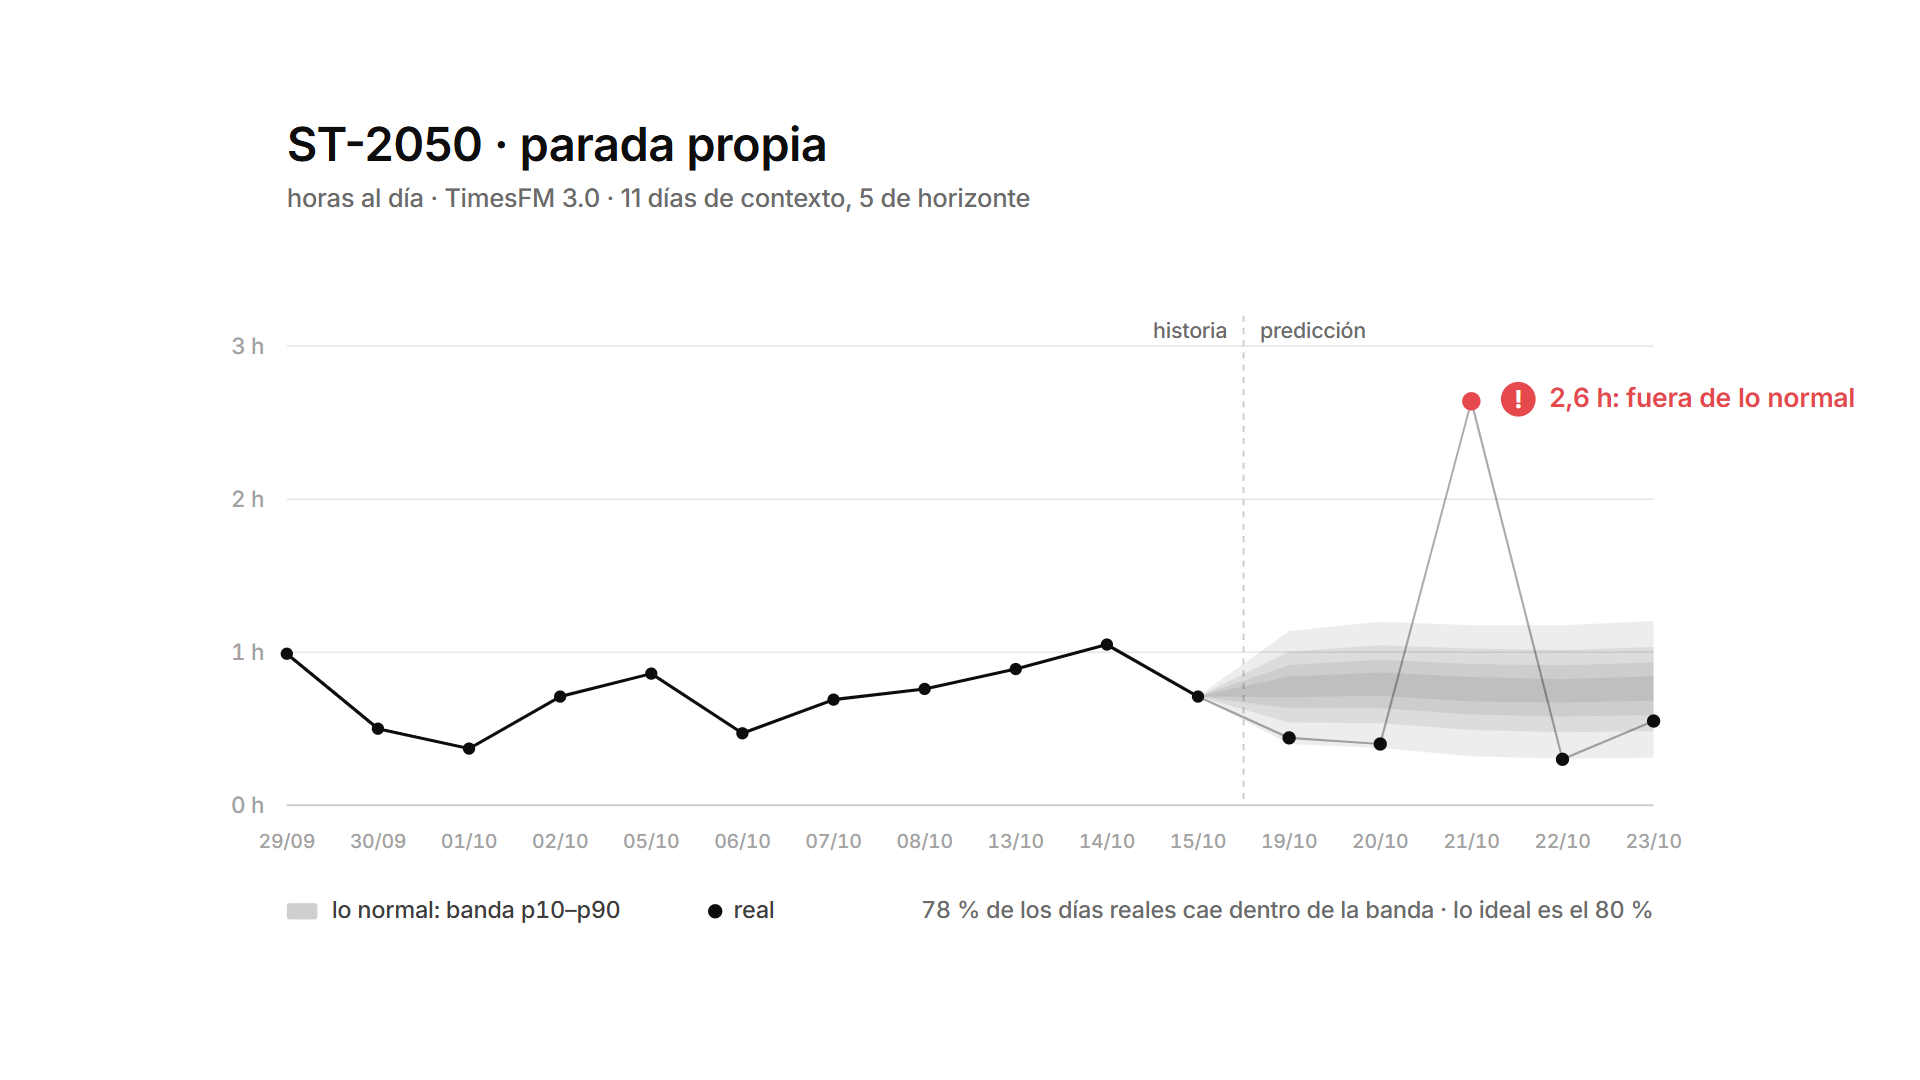 ST-2050 · parada propia
horas al día · TimesFM 3.0 · 11 días de contexto, 5 de horizonte
historia
predicción
3 h
2,6 h: fuera de lo normal
2 h
1 h
0 h
29/09 30/09 01/10 02/10 05/10 06/10 07/10 08/10 13/10 14/10 15/10 19/10 20/10 21/10 22/10 23/10
lo normal: banda p10–p90
real
78 % de los días reales cae dentro de la banda · lo ideal es el 80 %